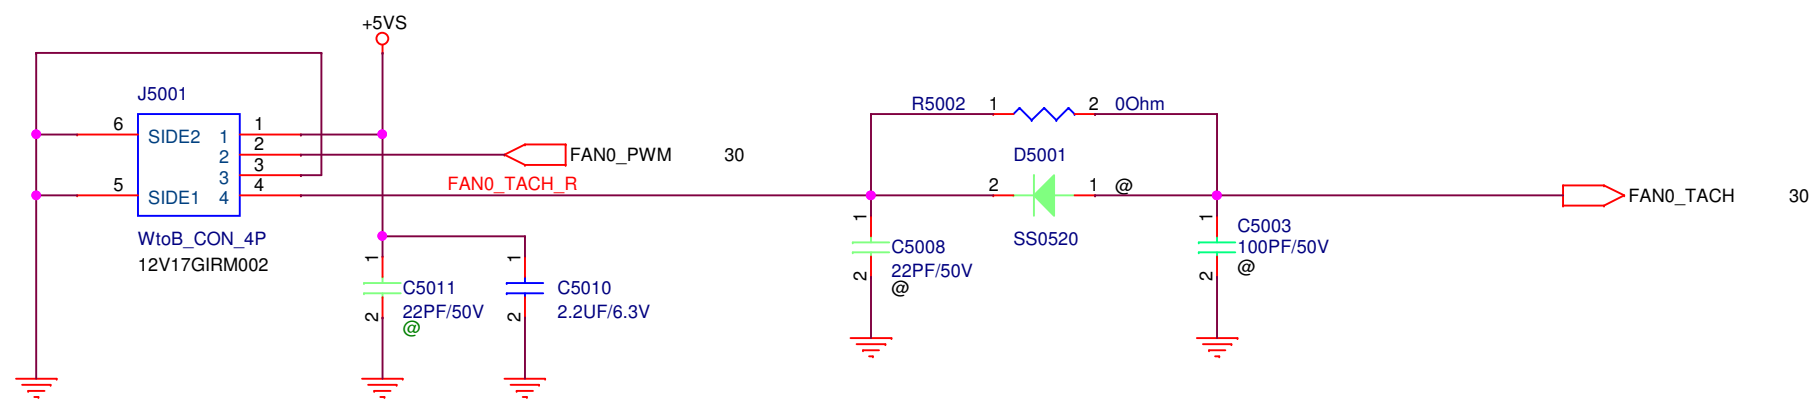 +5VS
J5001
6
SIDE2
1
1
2
2
3
3
5
SIDE1
4
4
WtoB_CON_4P
12V17GIRM002
FAN0_PWM 30
FAN0_TACH_R
1
2
C5011
22PF/50V
@
1
2
C5010
2.2UF/6.3V
R5002 1 2 0Ohm
D5001
2 1 @
SS0520
1
2
C5008
22PF/50V
@
1
2
C5003
100PF/50V
@
FAN0_TACH 30